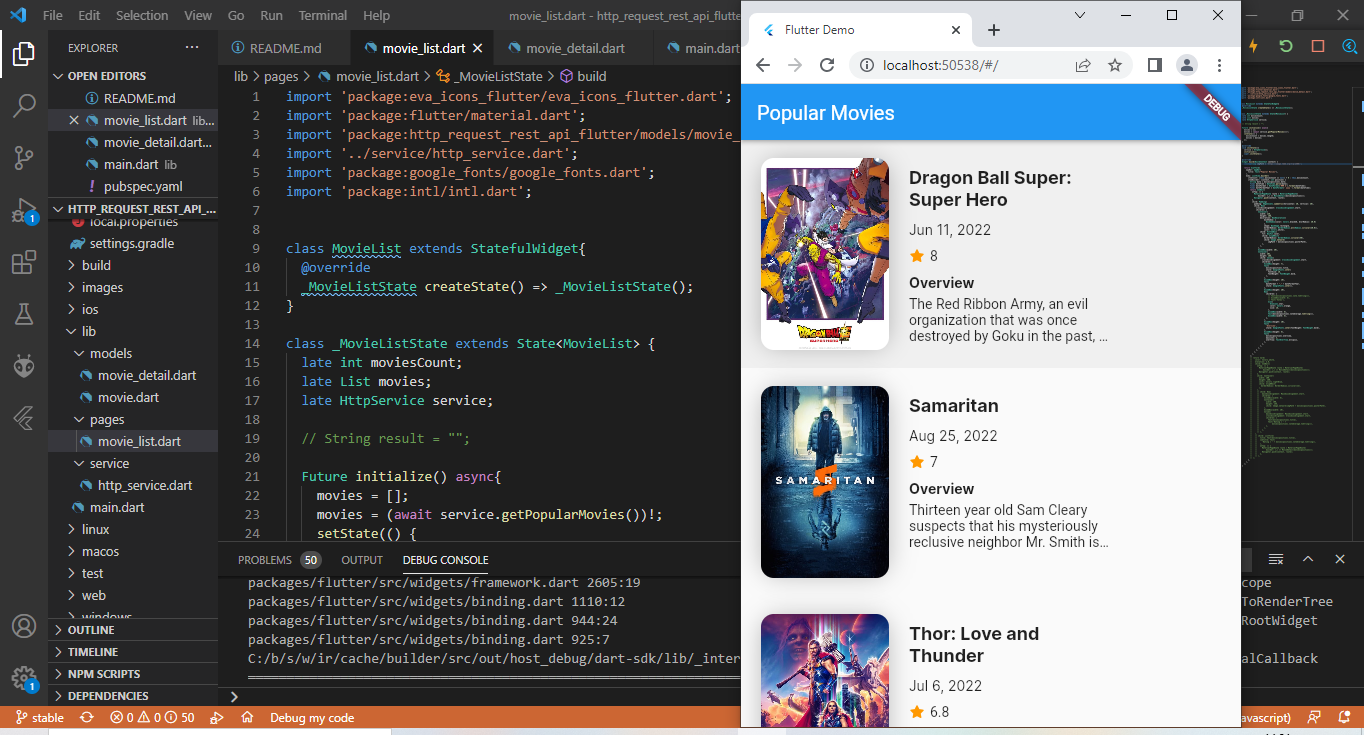 File Edit Selection View Go Run Terminal Help
movie_list.dart - http_request_rest_api_flutte
EXPLORER
OPEN EDITORS
README.md
movie_list.dart lib...
movie_detail.dart...
main.dart lib
pubspec.yaml
HTTP_REQUEST_REST_API_...
local.properties
settings.gradle
build
images
ios
lib
models
movie_detail.dart
movie.dart
pages
movie_list.dart
service
http_service.dart
main.dart
linux
macos
test
web
windows
OUTLINE
TIMELINE
NPM SCRIPTS
DEPENDENCIES
1
1
README.md movie_list.dart movie_detail.dart main.dart
lib > pages > movie_list.dart > _MovieListState > build
1 import 'package:eva_icons_flutter/eva_icons_flutter.dart';
2 import 'package:flutter/material.dart';
3 import 'package:http_request_rest_api_flutter/models/movie_
4 import '../service/http_service.dart';
5 import 'package:google_fonts/google_fonts.dart';
6 import 'package:intl/intl.dart';
7
8
9 class MovieList extends StatefulWidget{
10 @override
11 _MovieListState createState() => _MovieListState();
12 }
13
14 class _MovieListState extends State<MovieList> {
15 late int moviesCount;
16 late List movies;
17 late HttpService service;
18
19 // String result = "";
20
21 Future initialize() async{
22 movies = [];
23 movies = (await service.getPopularMovies())!;
24 setState(() {
PROBLEMS 50 OUTPUT DEBUG CONSOLE
packages/flutter/src/widgets/framework.dart 2605:19
packages/flutter/src/widgets/binding.dart 1110:12
packages/flutter/src/widgets/binding.dart 944:24
packages/flutter/src/widgets/binding.dart 925:7
C:/b/s/w/ir/cache/builder/src/out/host_debug/dart-sdk/lib/_inter
cope
ToRenderTree
RootWidget
alCallback
stable 0 0 50 Debug my code
avascript)
Flutter Demo
localhost:50538/#/
Popular Movies
DEBUG
Dragon Ball Super:
Super Hero
Jun 11, 2022
8
Overview
The Red Ribbon Army, an evil
organization that was once
destroyed by Goku in the past, ...
SAMARITAN
Samaritan
Aug 25, 2022
7
Overview
Thirteen year old Sam Cleary
suspects that his mysteriously
reclusive neighbor Mr. Smith is...
Thor: Love and
Thunder
Jul 6, 2022
6.8